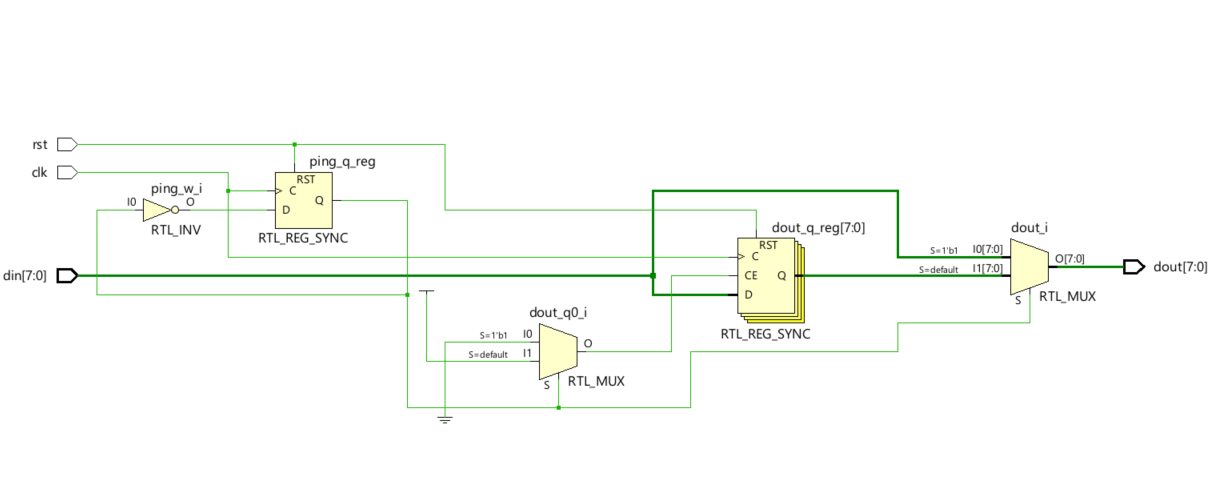 rst
ping_q_reg
RST
clk
ping_w_i
C
I0
O
Q
D
RTL_INV
RTL_REG_SYNC
dout_q_reg[7:0]
dout_i
RST
S=1'b1
I0[7:0]
C
O[7:0]
din[7:0]
CE
Q
S=default
I1[7:0]
dout[7:0]
D
S
RTL_MUX
dout_q0_i
S=1'b1
I0
RTL_REG_SYNC
O
S=default
I1
S
RTL_MUX